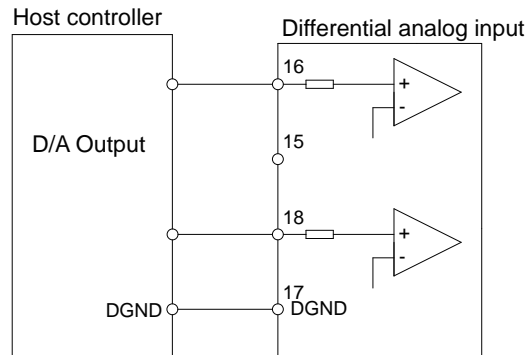 Host controller
Differential analog input
16
+
-
D/A Output
15
18
+
-
17
DGND
DGND